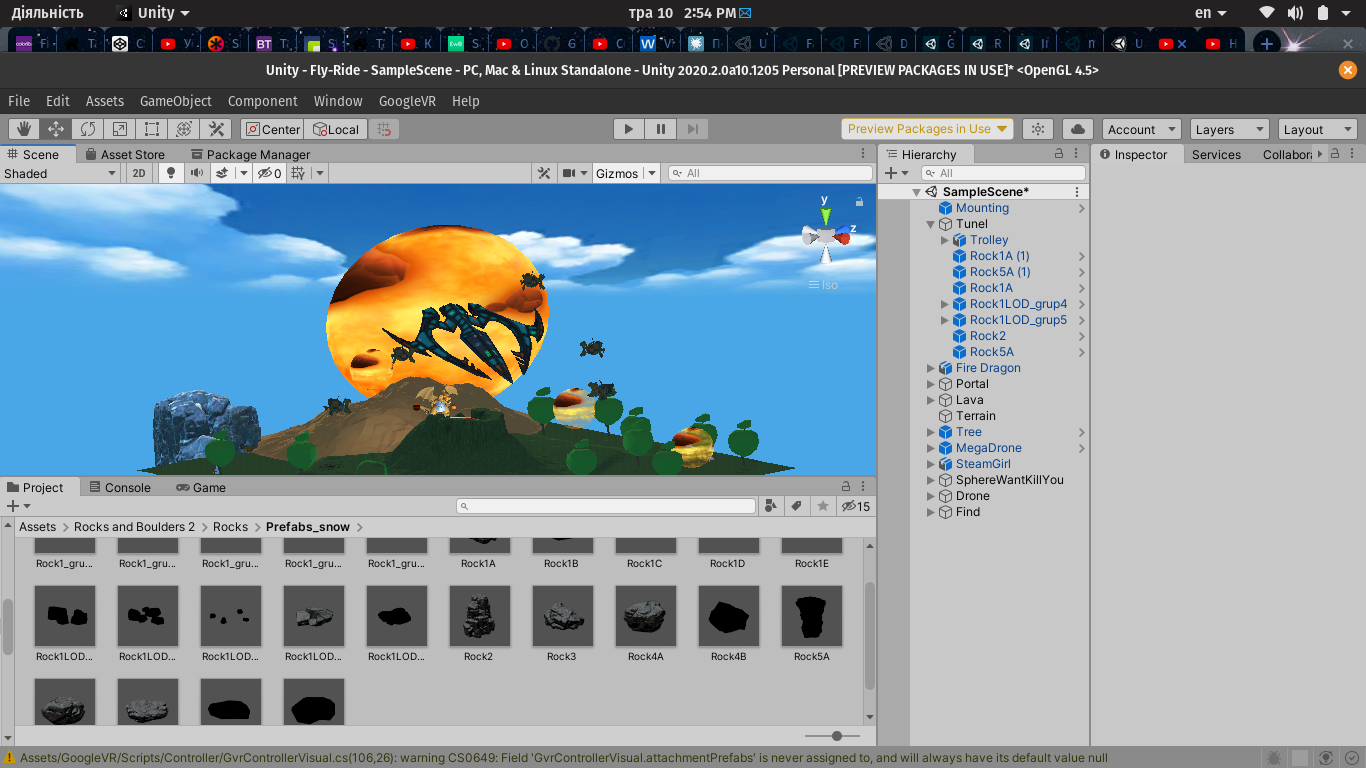 Діяльність Unity тра 10 2:54 PM en
Unity - Fly-Ride - SampleScene - PC, Mac & Linux Standalone - Unity 2020.2.0a10.1205 Personal [PREVIEW PACKAGES IN USE]* <OpenGL 4.5>
File Edit Assets GameObject Component Window GoogleVR Help
Center Local Preview Packages in Use Account Layers Layout
Scene Asset Store Package Manager
Shaded 2D 0 Gizmos All
y
z
Iso
Hierarchy
All
SampleScene*
Mounting
Tunel
Trolley
Rock1A (1)
Rock5A (1)
Rock1A
Rock1LOD_grup4
Rock1LOD_grup5
Rock2
Rock5A
Fire Dragon
Portal
Lava
Terrain
Tree
MegaDrone
SteamGirl
SphereWantKillYou
Drone
Find
Inspector Services Collabora
Project Console Game
15
Assets Rocks and Boulders 2 Rocks Prefabs_snow
Rock1_gru... Rock1_gru... Rock1_gru... Rock1_gru... Rock1_gru... Rock1A Rock1B Rock1C Rock1D Rock1E
Rock1LOD... Rock1LOD... Rock1LOD... Rock1LOD... Rock1LOD... Rock2 Rock3 Rock4A Rock4B Rock5A
Assets/GoogleVR/Scripts/Controller/GvrControllerVisual.cs(106,26): warning CS0649: Field 'GvrControllerVisual.attachmentPrefabs' is never assigned to, and will always have its default value null